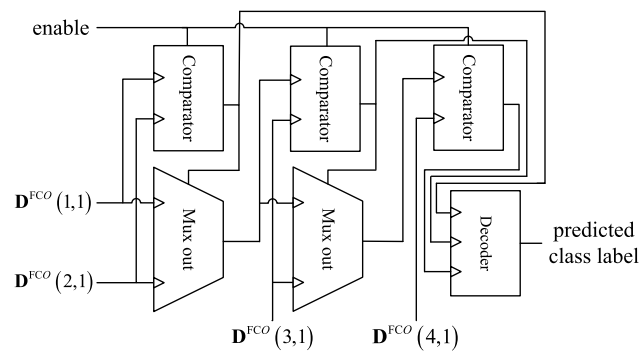 enable
Comparator
Comparator
Comparator
D^FCO (1,1)
Mux out
Mux out
Decoder
predicted
class label
D^FCO (2,1)
D^FCO (3,1)
D^FCO (4,1)